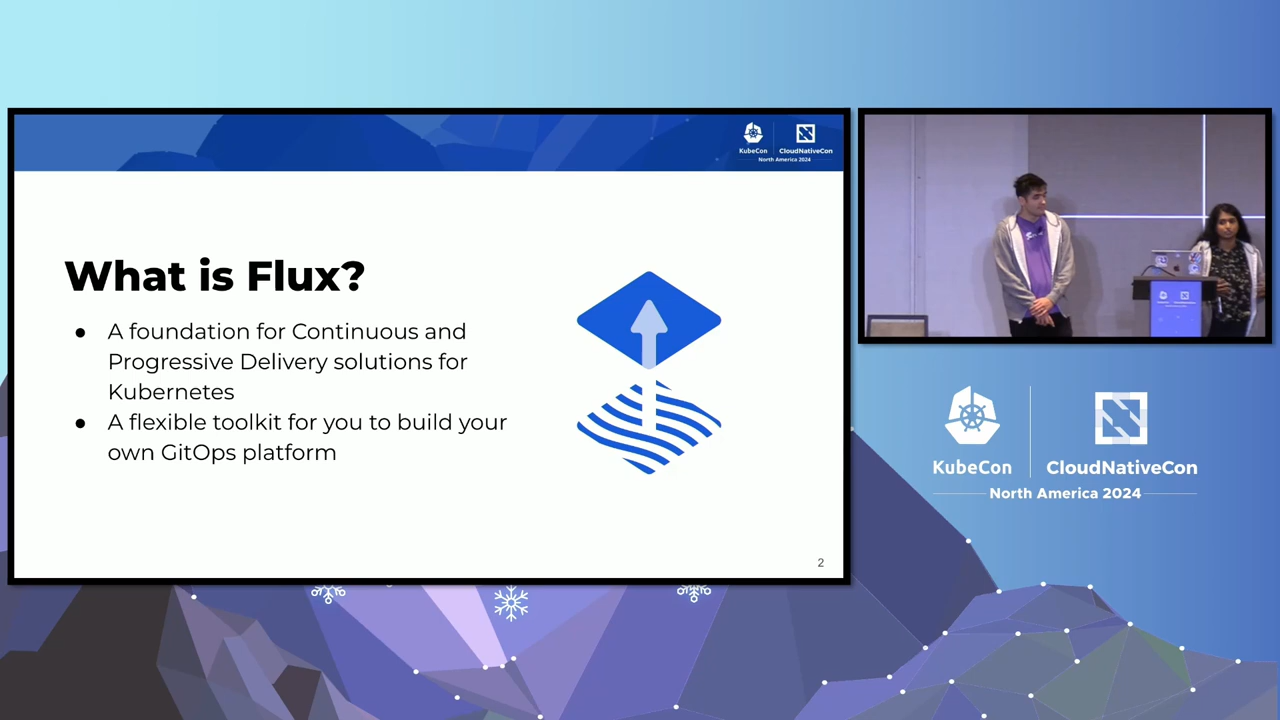 KubeCon
CloudNativeCon
North America 2024
What is Flux?
● A foundation for Continuous and
Progressive Delivery solutions for
Kubernetes
● A flexible toolkit for you to build your
own GitOps platform
2
KubeCon
CloudNativeCon
North America 2024